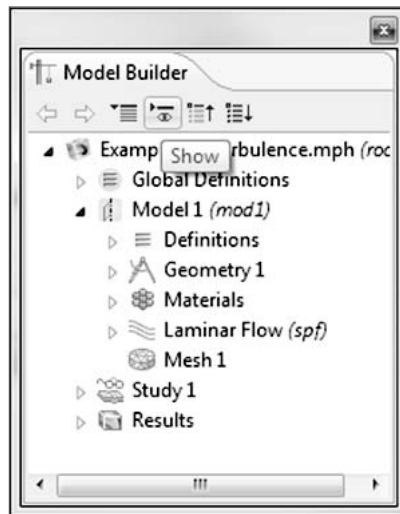 Model Builder
Examp Show rbulence.mph (roo
Global Definitions
Model 1 (mod1)
Definitions
Geometry 1
Materials
Laminar Flow (spf)
Mesh 1
Study 1
Results